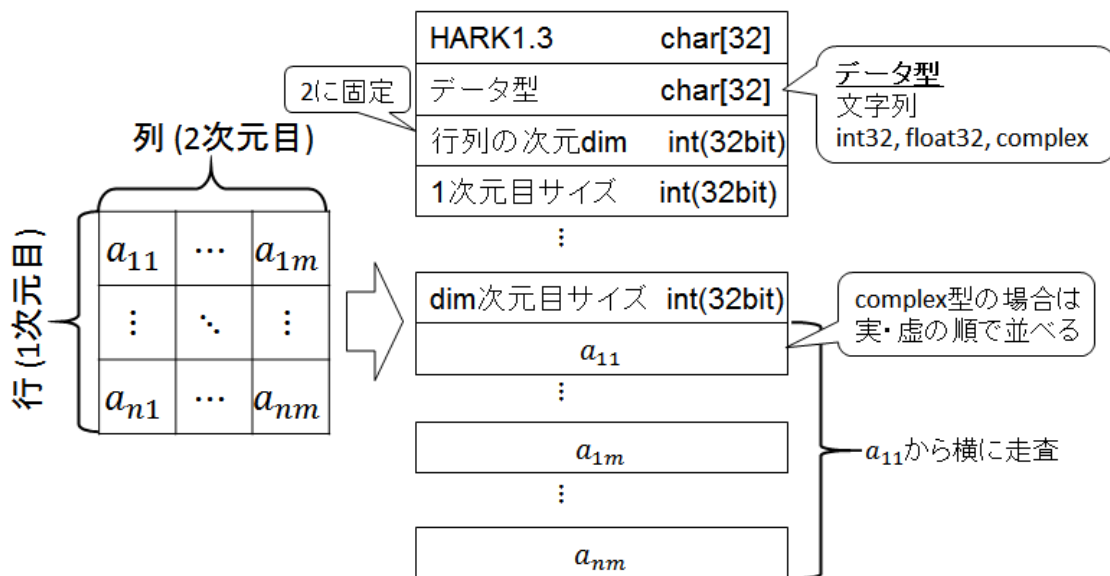 HARK1.3 char[32]
データ型 char[32]
行列の次元dim int(32bit)
1次元目サイズ int(32bit)
⋮
dim次元目サイズ int(32bit)
a11
⋮
a1m
⋮
anm
2に固定
データ型
文字列
int32, float32, complex
列 (2次元目)
行 (1次元目)
a11 ⋯ a1m
⋮ ⋱ ⋮
an1 ⋯ anm
complex型の場合は
実・虚の順で並べる
a11から横に走査